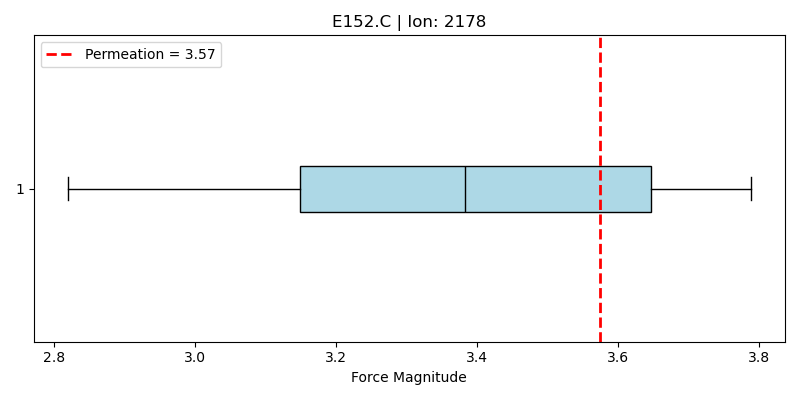 E152.C | Ion: 2178
Permeation = 3.57
1
2.8 3.0 3.2 3.4 3.6 3.8
Force Magnitude